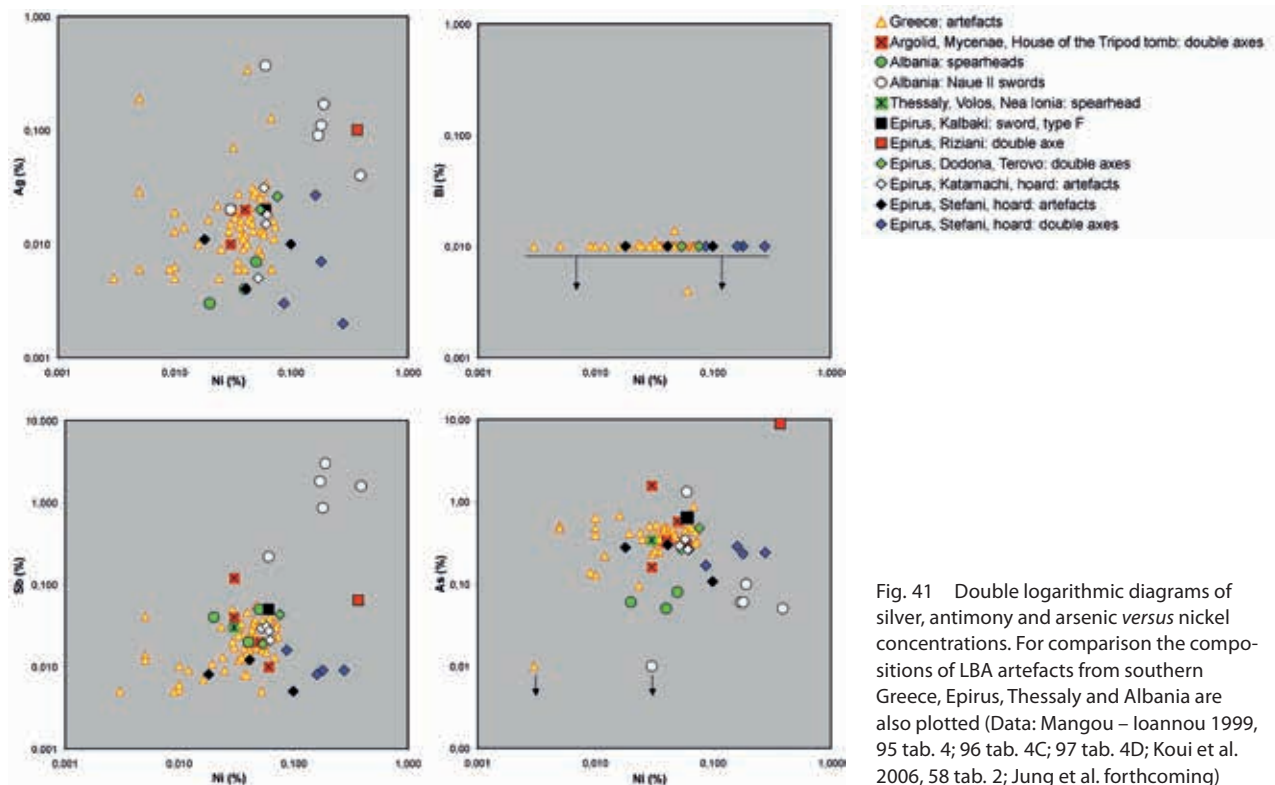 1,000
0,100
0,010
0,001
0.001
0,010
0,100
1,000
Ag (%)
Ni (%)
1,000
0,100
0,010
0,001
0,001
0,010
0,100
1,000
Bi (%)
Ni (%)
Greece: artefacts
Argolid, Mycenae, House of the Tripod tomb: double axes
Albania: spearheads
Albania: Naue II swords
Thessaly, Volos, Nea Ionia: spearhead
Epirus, Kalbaki: sword, type F
Epirus, Riziani: double axe
Epirus, Dodona, Terovo: double axes
Epirus, Katamachi, hoard: artefacts
Epirus, Stefani, hoard: artefacts
Epirus, Stefani, hoard: double axes
10,000
1,000
0,100
0,010
0,001
0,001
0,010
0,100
1,000
Sb (%)
Ni (%)
10,00
1,00
0,10
0,01
0,00
0,001
0,010
0,100
1,000
As (%)
Ni (%)
Fig. 41 Double logarithmic diagrams of
silver, antimony and arsenic versus nickel
concentrations. For comparison the compo-
sitions of LBA artefacts from southern
Greece, Epirus, Thessaly and Albania are
also plotted (Data: Mangou – Ioannou 1999,
95 tab. 4; 96 tab. 4C; 97 tab. 4D; Koui et al.
2006, 58 tab. 2; Jung et al. forthcoming)